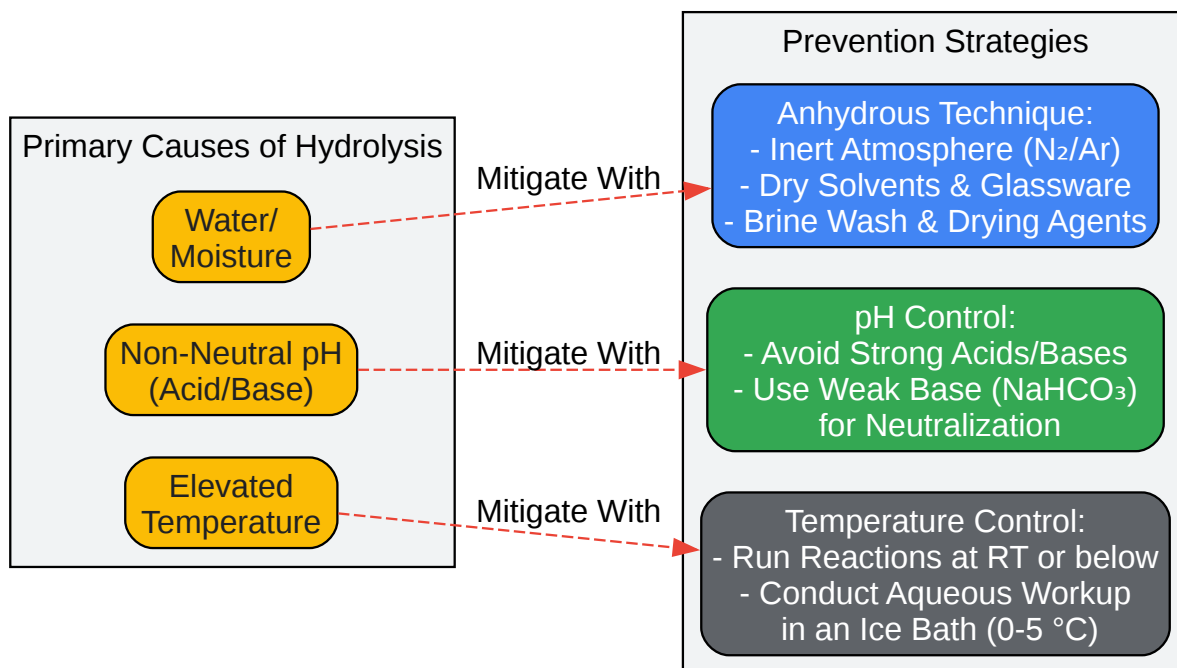 Primary Causes of Hydrolysis
Water/
Moisture
Non-Neutral pH
(Acid/Base)
Elevated
Temperature
Mitigate With
Mitigate With
Mitigate With
Prevention Strategies
Anhydrous Technique:
- Inert Atmosphere (N₂/Ar)
- Dry Solvents & Glassware
- Brine Wash & Drying Agents
pH Control:
- Avoid Strong Acids/Bases
- Use Weak Base (NaHCO₃)
for Neutralization
Temperature Control:
- Run Reactions at RT or below
- Conduct Aqueous Workup
in an Ice Bath (0-5 °C)